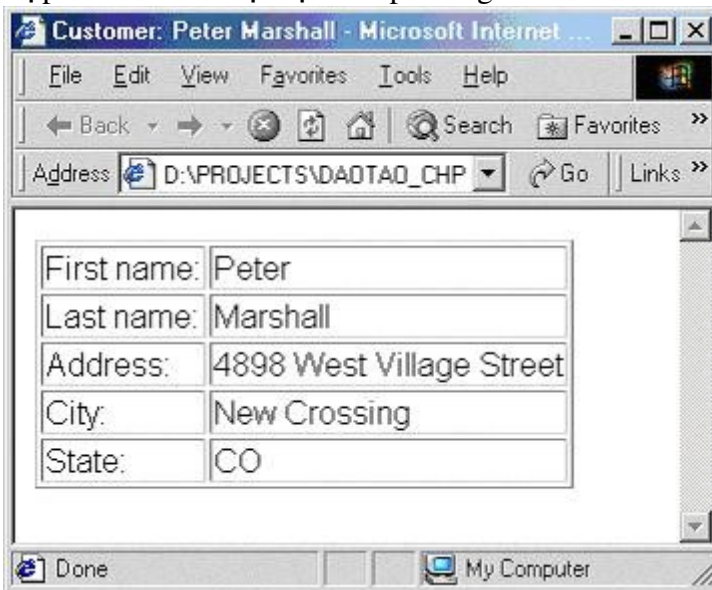 Customer: Peter Marshall - Microsoft Internet ...
File Edit View Favorites Tools Help
Back Search Favorites »
Address D:\PROJECTS\DAOTAO_CHP Go Links »
First name: Peter
Last name: Marshall
Address: 4898 West Village Street
City: New Crossing
State: CO
Done My Computer